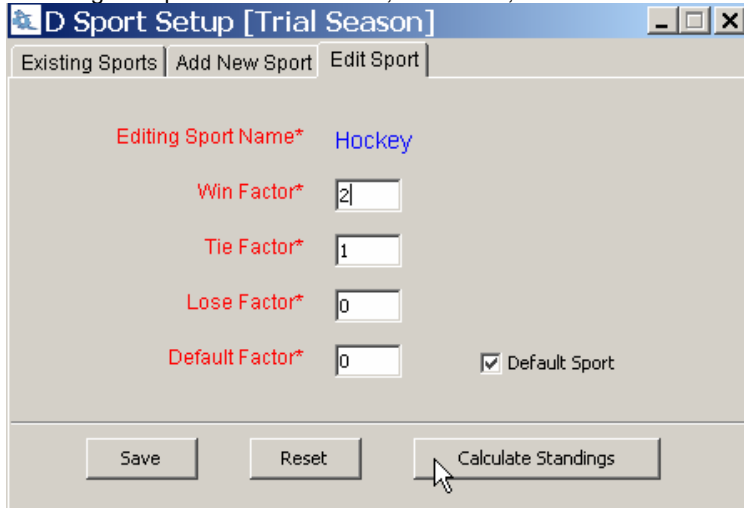 D Sport Setup [Trial Season]
Existing Sports Add New Sport Edit Sport
Editing Sport Name* Hockey
Win Factor* 2
Tie Factor* 1
Lose Factor* 0
Default Factor* 0 Default Sport
Save Reset Calculate Standings